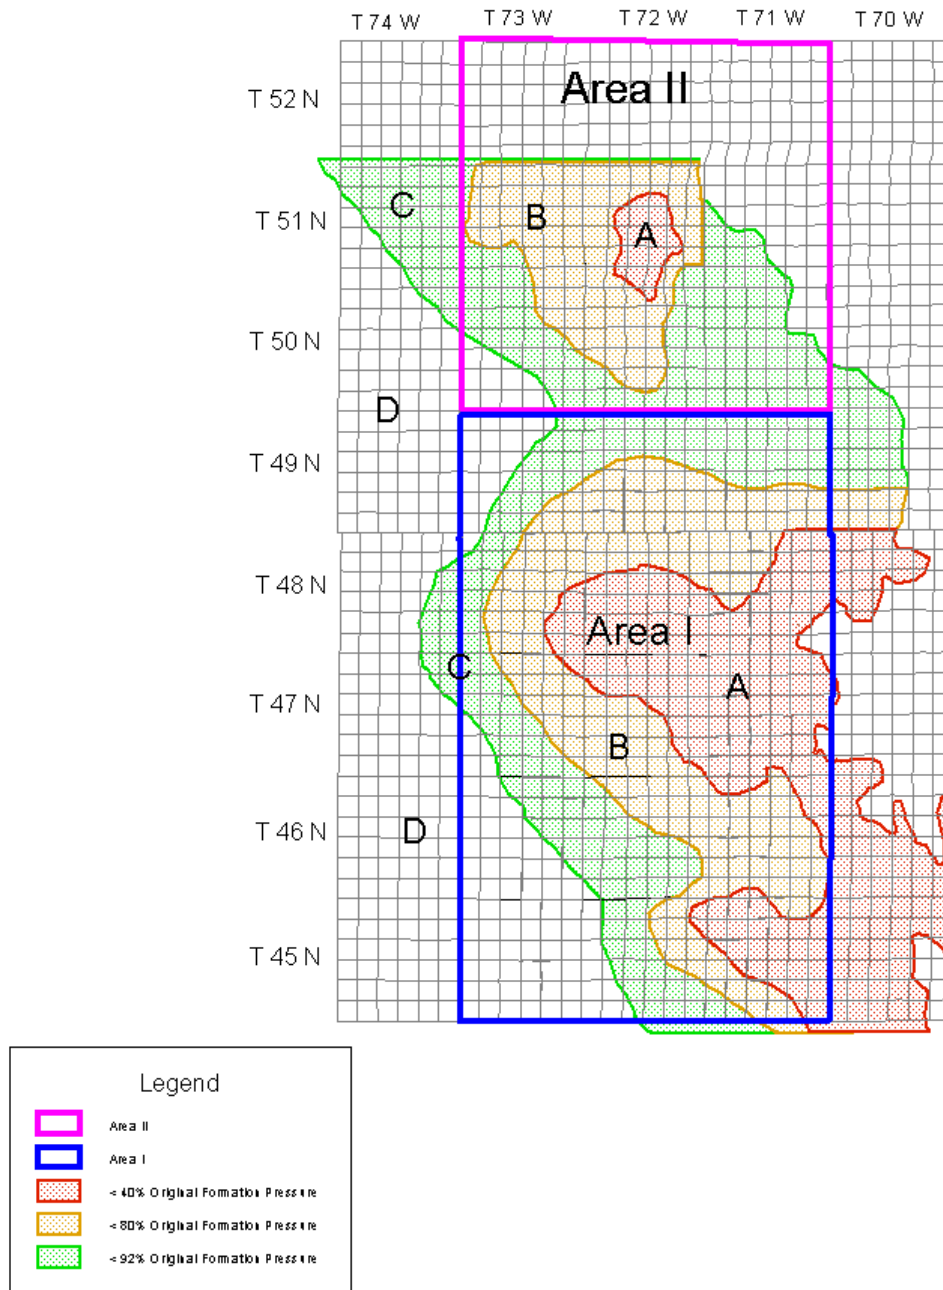 T 74 W T 73 W T 72 W T 71 W T 70 W
T 52 N
Area II
T 51 N
C
B
A
T 50 N
D
T 49 N
T 48 N
Area I
C
A
T 47 N
B
T 46 N
D
T 45 N
Legend
Area II
Area I
< 40% Original Formation Pressure
< 80% Original Formation Pressure
< 92% Original Formation Pressure